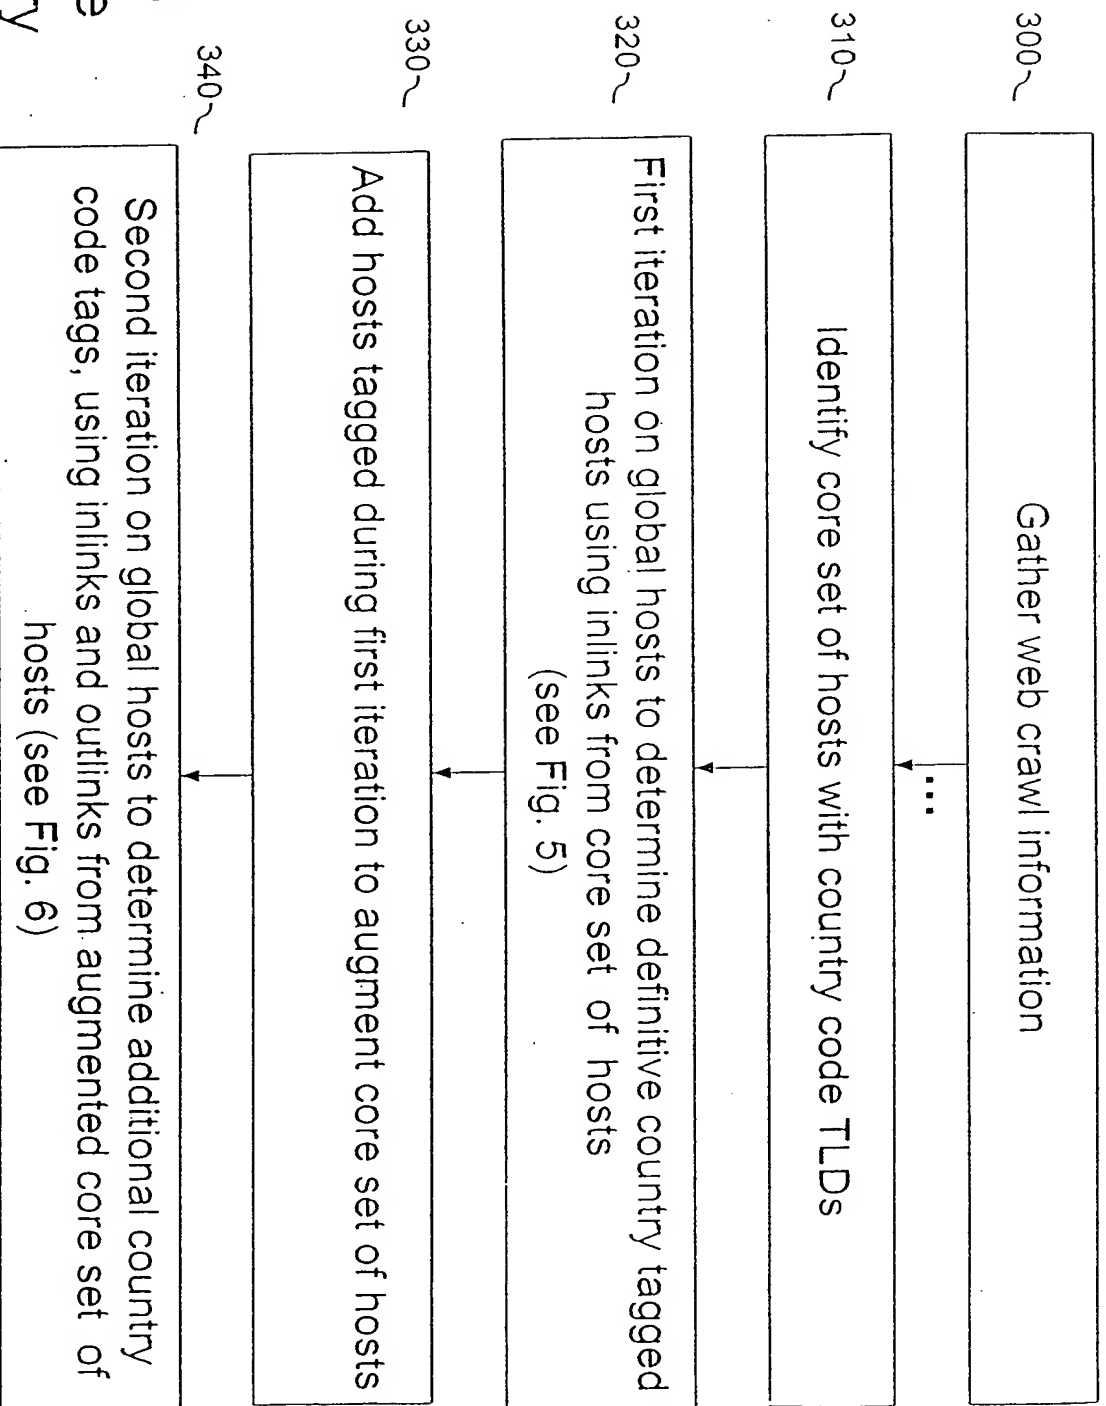 300
Gather web crawl information
...
310
Identify core set of hosts with country code TLDs
320
First iteration on global hosts to determine definitive country tagged
hosts using inlinks from core set of hosts
(see Fig. 5)
330
Add hosts tagged during first iteration to augment core set of hosts
340
Second iteration on global hosts to determine additional country
code tags, using inlinks and outlinks from augmented core set of
hosts (see Fig. 6)